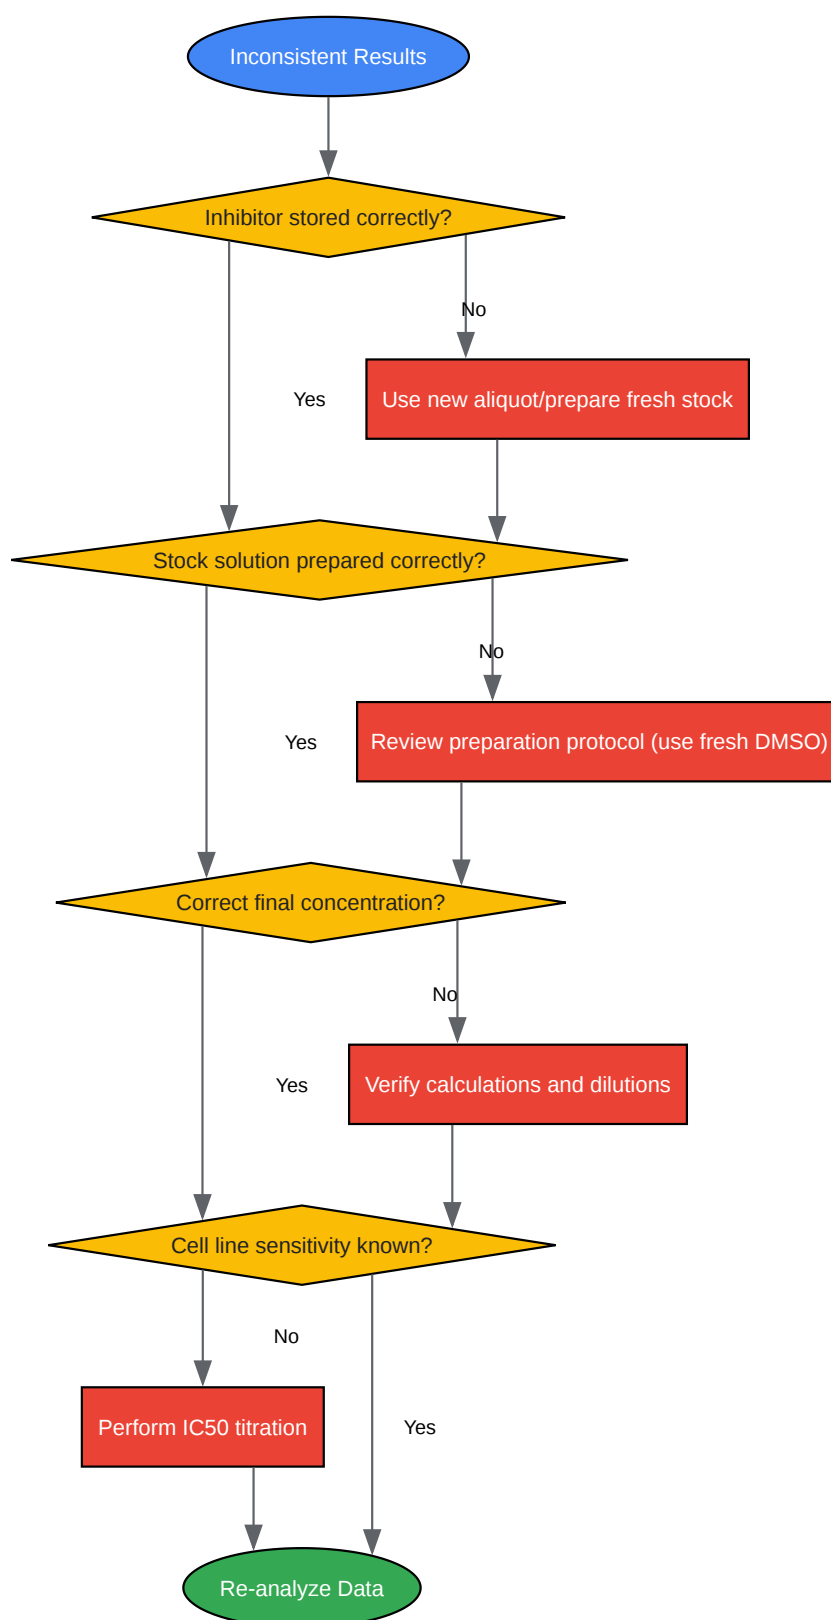 Inconsistent Results
Inhibitor stored correctly?
No
Yes
Use new aliquot/prepare fresh stock
Stock solution prepared correctly?
No
Yes
Review preparation protocol (use fresh DMSO)
Correct final concentration?
No
Yes
Verify calculations and dilutions
Cell line sensitivity known?
No
Perform IC50 titration
Yes
Re-analyze Data